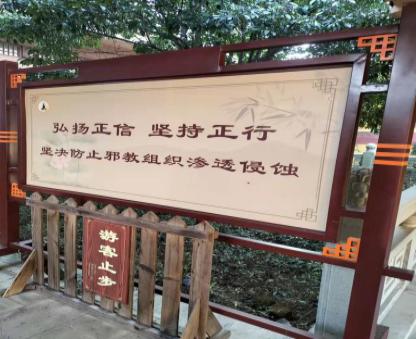 弘扬正信 坚持正行
坚决防止邪教组织渗透侵蚀
游客止步